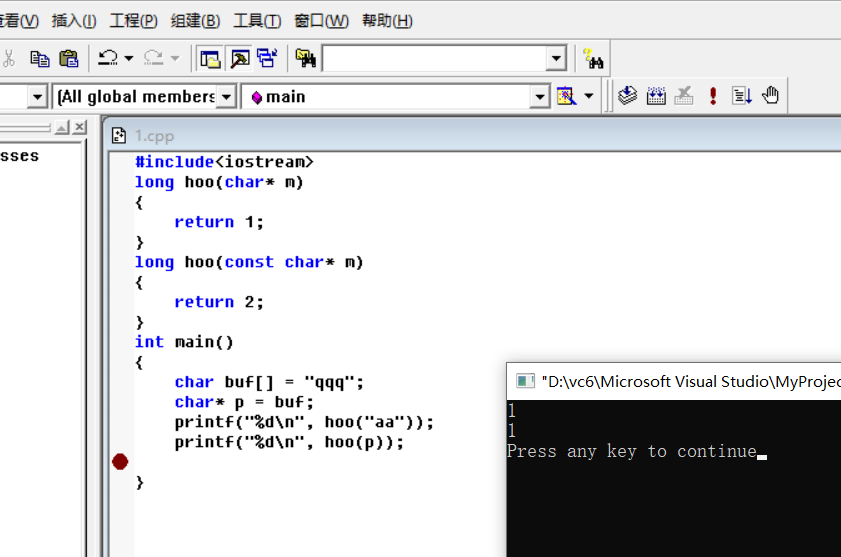 查看(V) 插入(I) 工程(P) 组建(B) 工具(T) 窗口(W) 帮助(H)
(All global members main
sses
1.cpp
#include<iostream>
long hoo(char* m)
{
return 1;
}
long hoo(const char* m)
{
return 2;
}
int main()
{
char buf[] = "qqq";
char* p = buf;
printf("%d\n", hoo("aa"));
printf("%d\n", hoo(p));
}
"D:\vc6\Microsoft Visual Studio\MyProjec
1
1
Press any key to continue